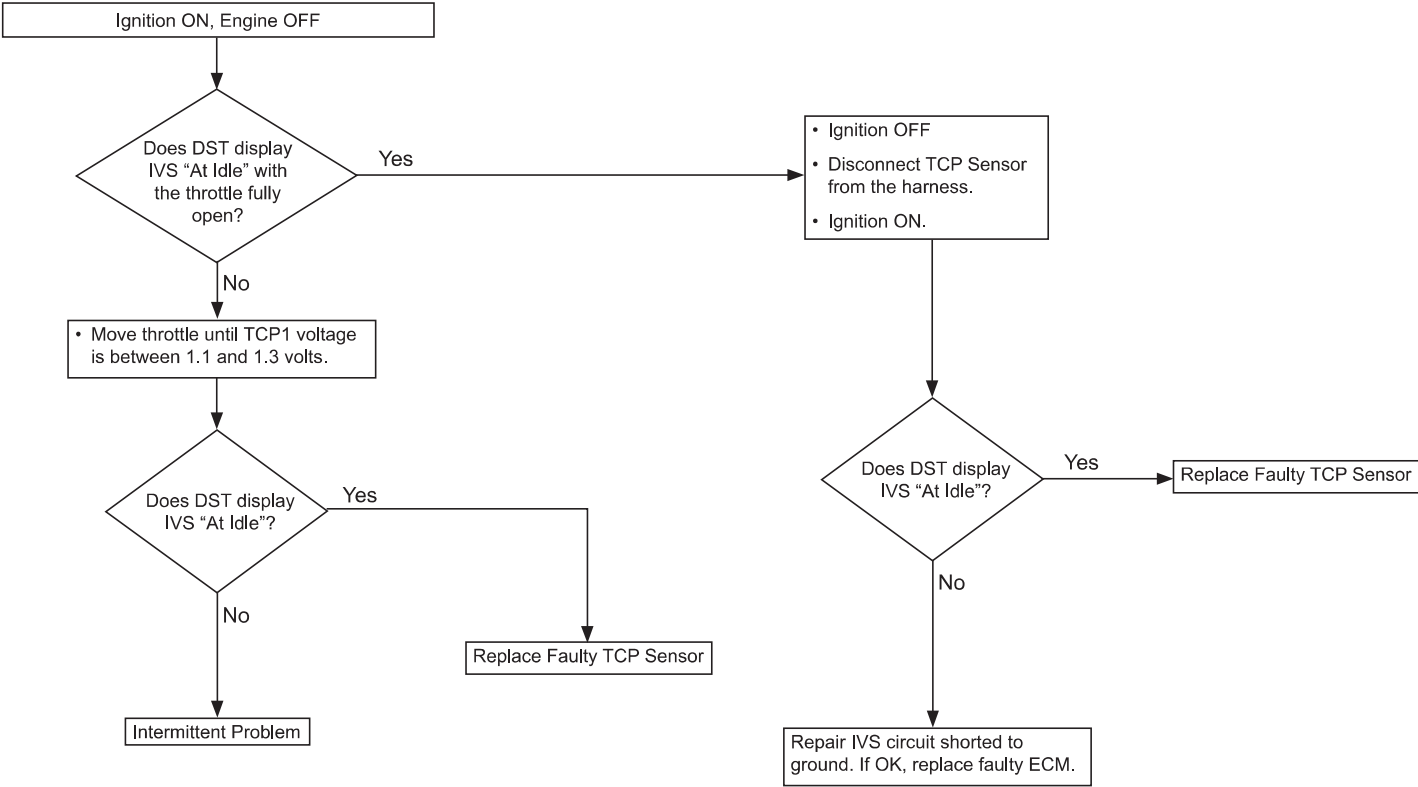 Ignition ON, Engine OFF
Does DST display
IVS “At Idle” with
the throttle fully
open?
Yes
• Ignition OFF
• Disconnect TCP Sensor
from the harness.
• Ignition ON.
No
• Move throttle until TCP1 voltage
is between 1.1 and 1.3 volts.
Does DST display
IVS “At Idle”?
Yes
Replace Faulty TCP Sensor
No
Intermittent Problem
Does DST display
IVS “At Idle”?
Yes
Replace Faulty TCP Sensor
No
Repair IVS circuit shorted to
ground. If OK, replace faulty ECM.